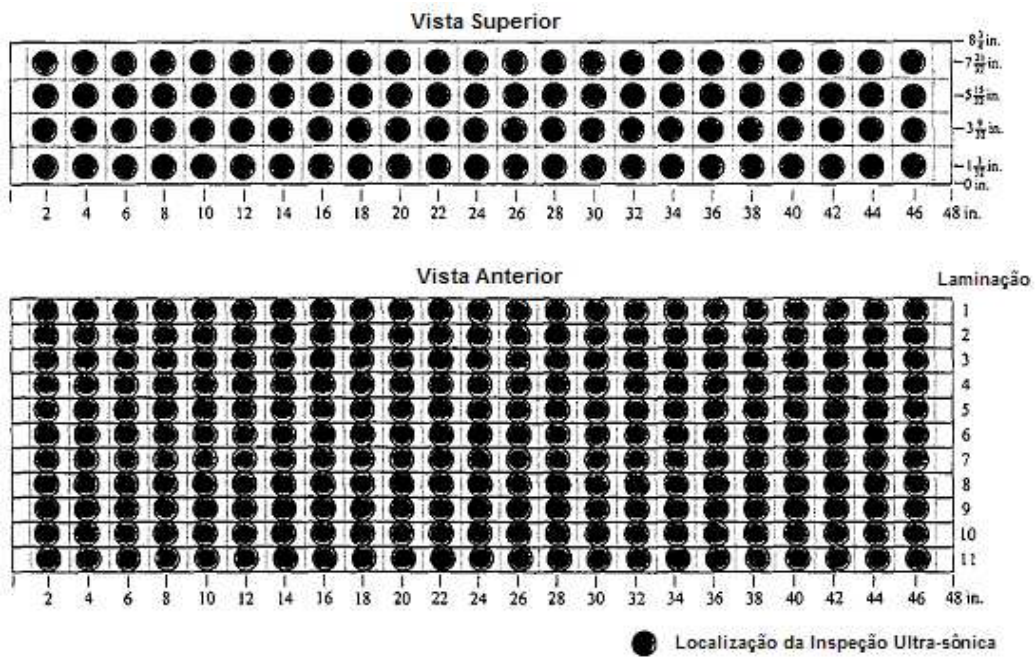 Vista Superior
8 3/4 in.
7 21/32 in.
5 15/32 in.
3 9/32 in.
1 3/32 in.
0 in.
2 4 6 8 10 12 14 16 18 20 22 24 26 28 30 32 34 36 38 40 42 44 46 48 in.
Vista Anterior Laminação
1
2
3
4
5
6
7
8
9
10
11
2 4 6 8 10 12 14 16 18 20 22 24 26 28 30 32 34 36 38 40 42 44 46 48 in.
Localização da Inspeção Ultra-sônica